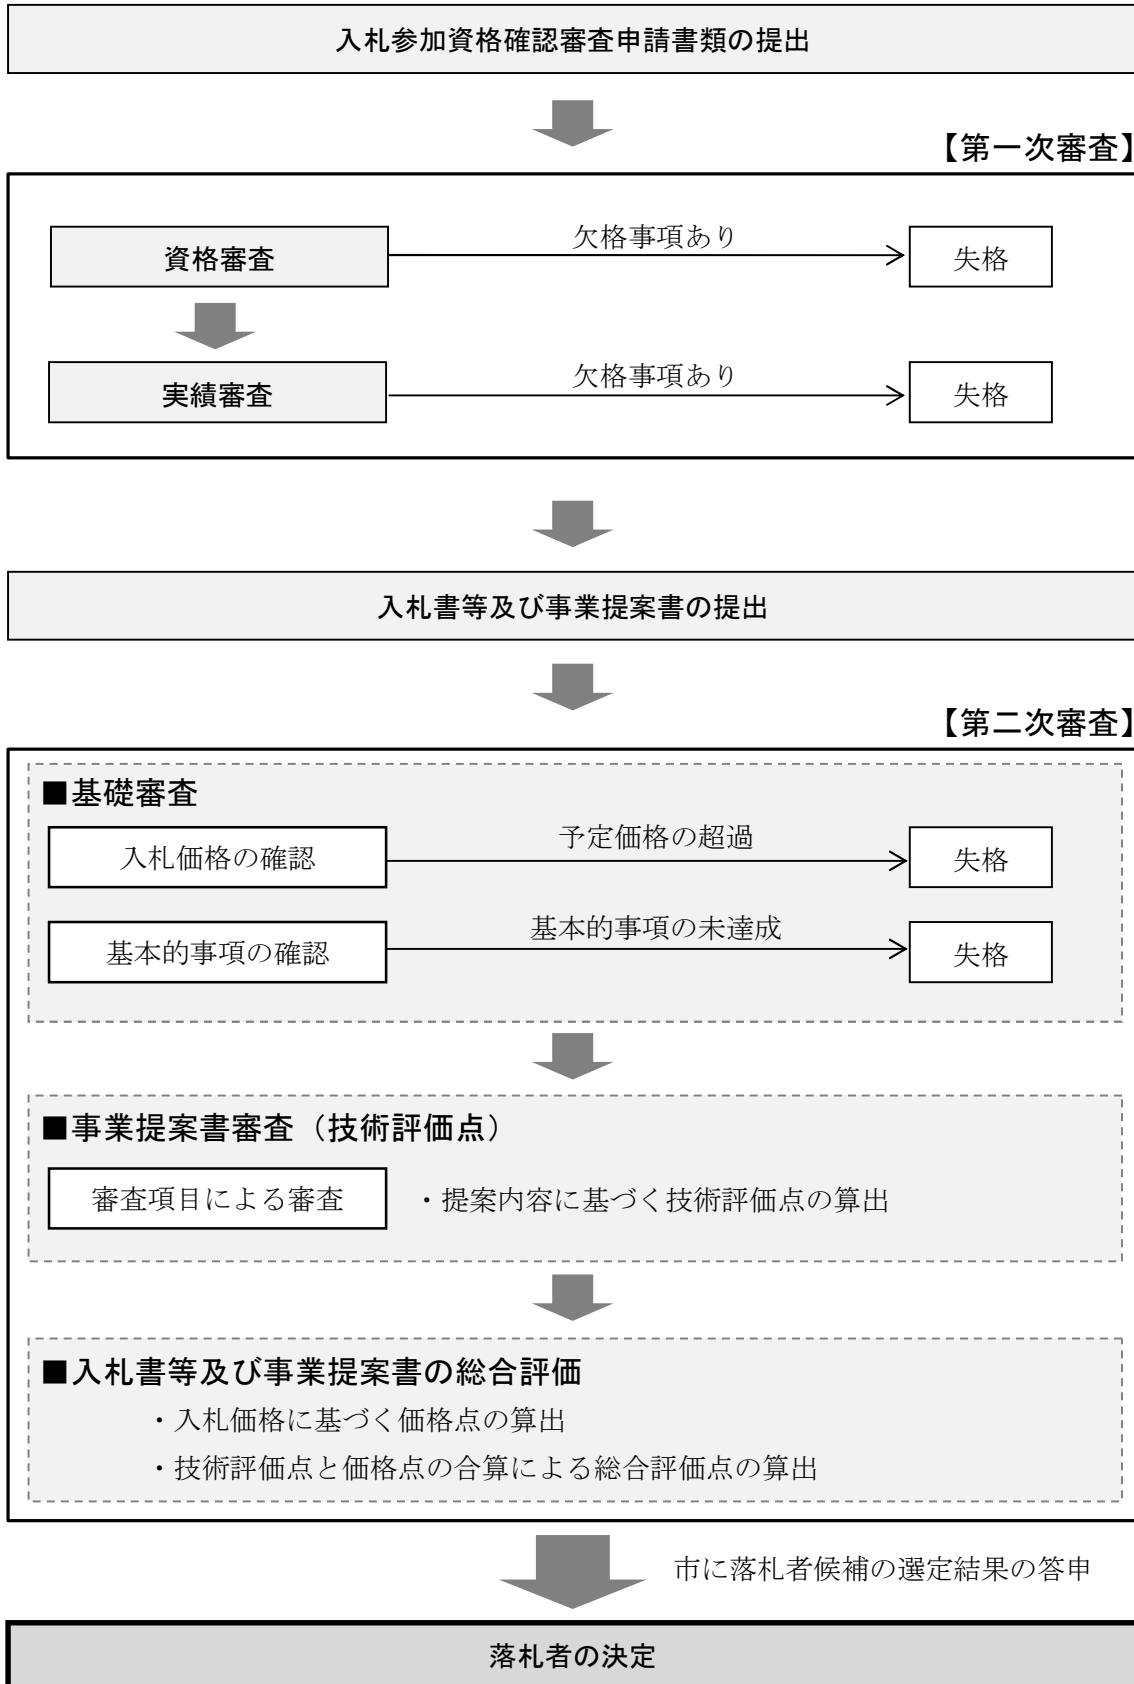 入札参加資格確認審査申請書類の提出
【第一次審査】
資格審査
欠格事項あり
失格
実績審査
欠格事項あり
失格
入札書等及び事業提案書の提出
【第二次審査】
■基礎審査
入札価格の確認
予定価格の超過
失格
基本的事項の確認
基本的事項の未達成
失格
■事業提案書審査（技術評価点）
審査項目による審査
・提案内容に基づく技術評価点の算出
■入札書等及び事業提案書の総合評価
・入札価格に基づく価格点の算出
・技術評価点と価格点の合算による総合評価点の算出
市に落札者候補の選定結果の答申
落札者の決定